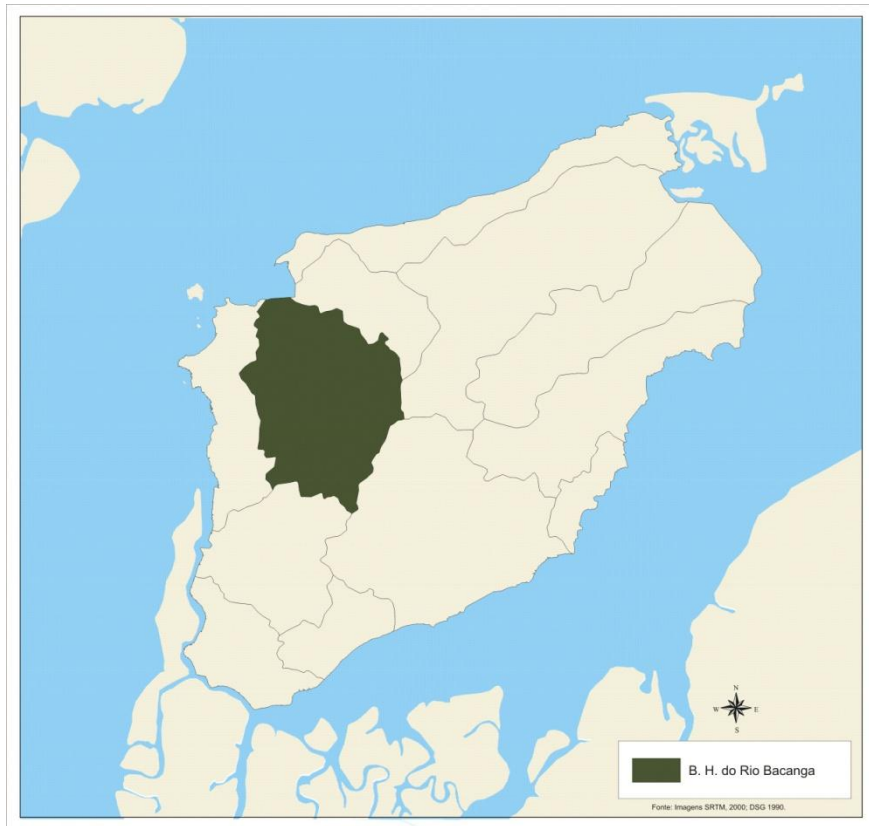 N
W E
S
B. H. do Rio Bacanga
Fonte: Imagens SRTM, 2000; DSG 1990.